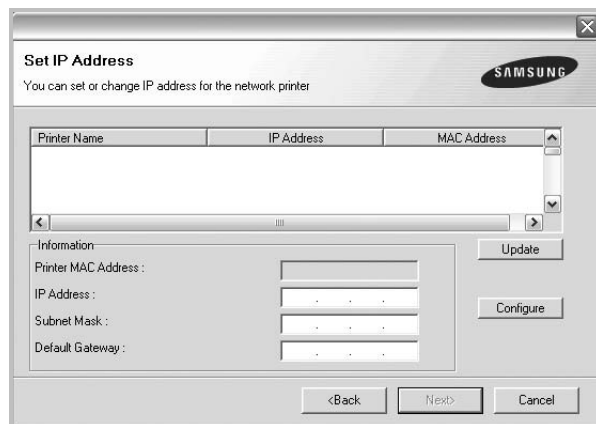 Set IP Address
You can set or change IP address for the network printer
SAMSUNG
Printer Name IP Address MAC Address
Information
Update
Printer MAC Address :
IP Address : . . .
Configure
Subnet Mask : . . .
Default Gateway : . . .
<Back Next> Cancel